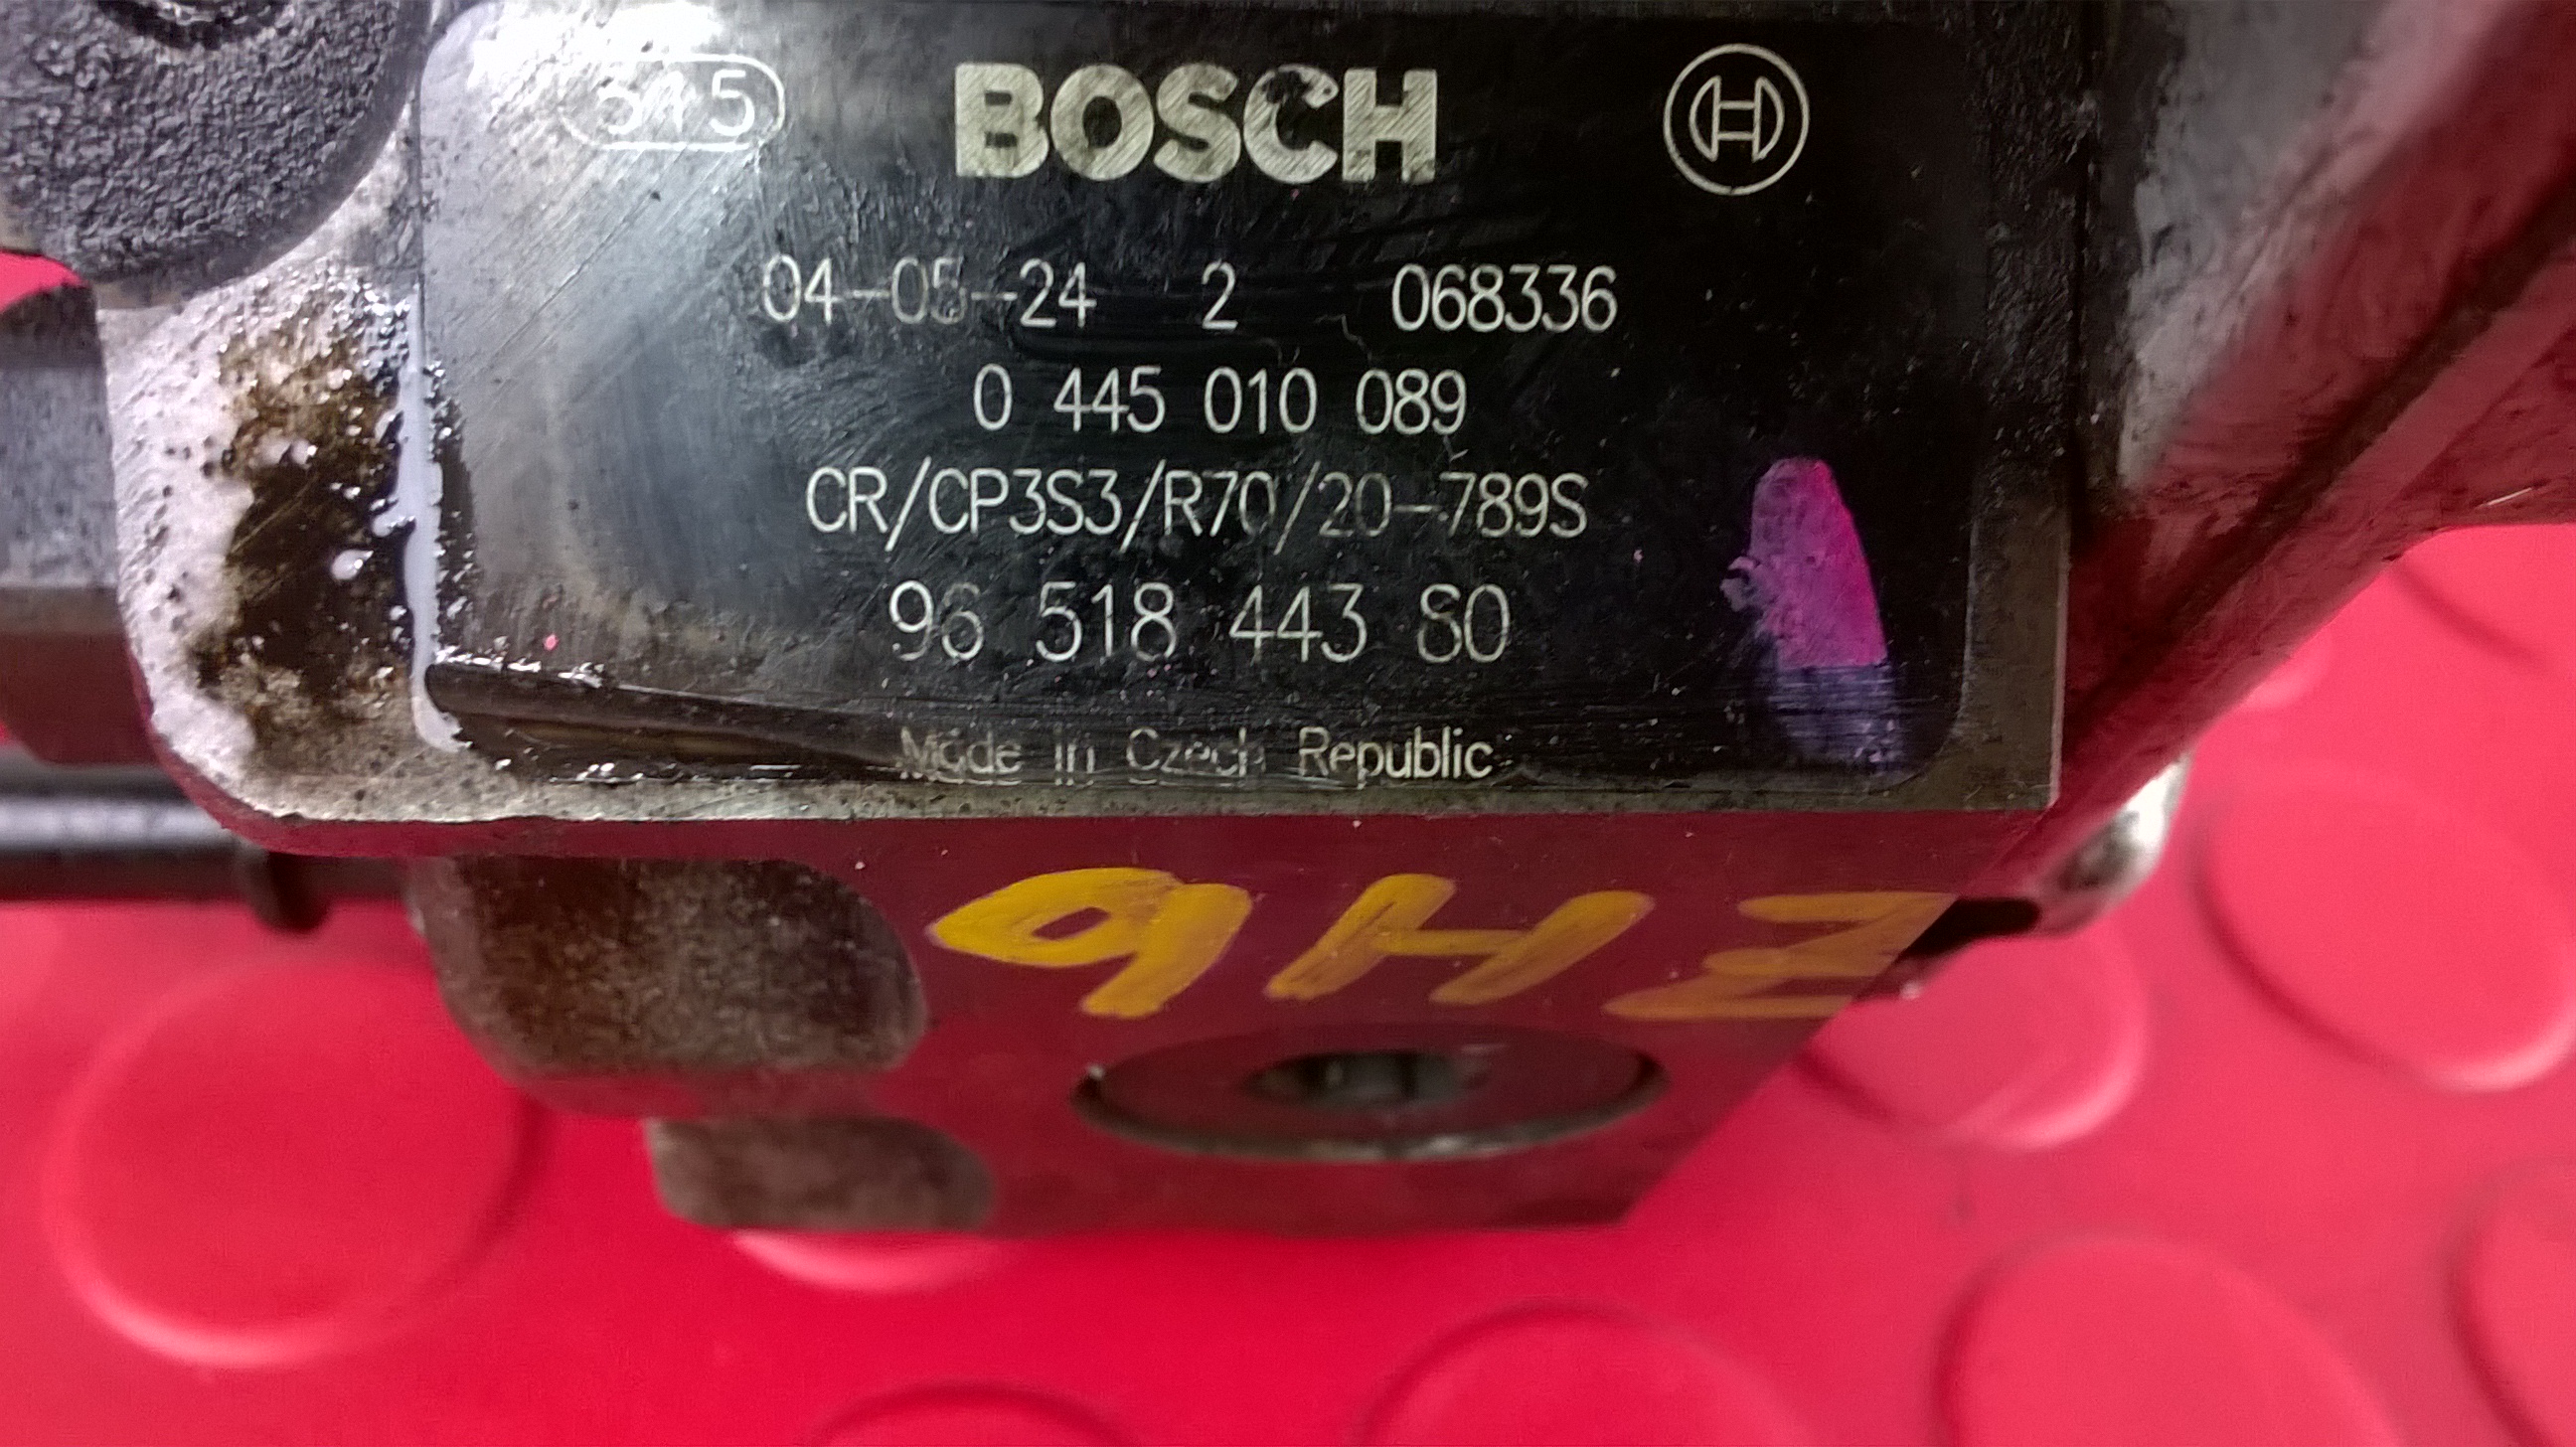 515 BOSCH
04-05-24 2 068336
0 445 010 089
CR/CP3S3/R70/20-789S
96 518 443 80
Made in Czech Republic
9HZ